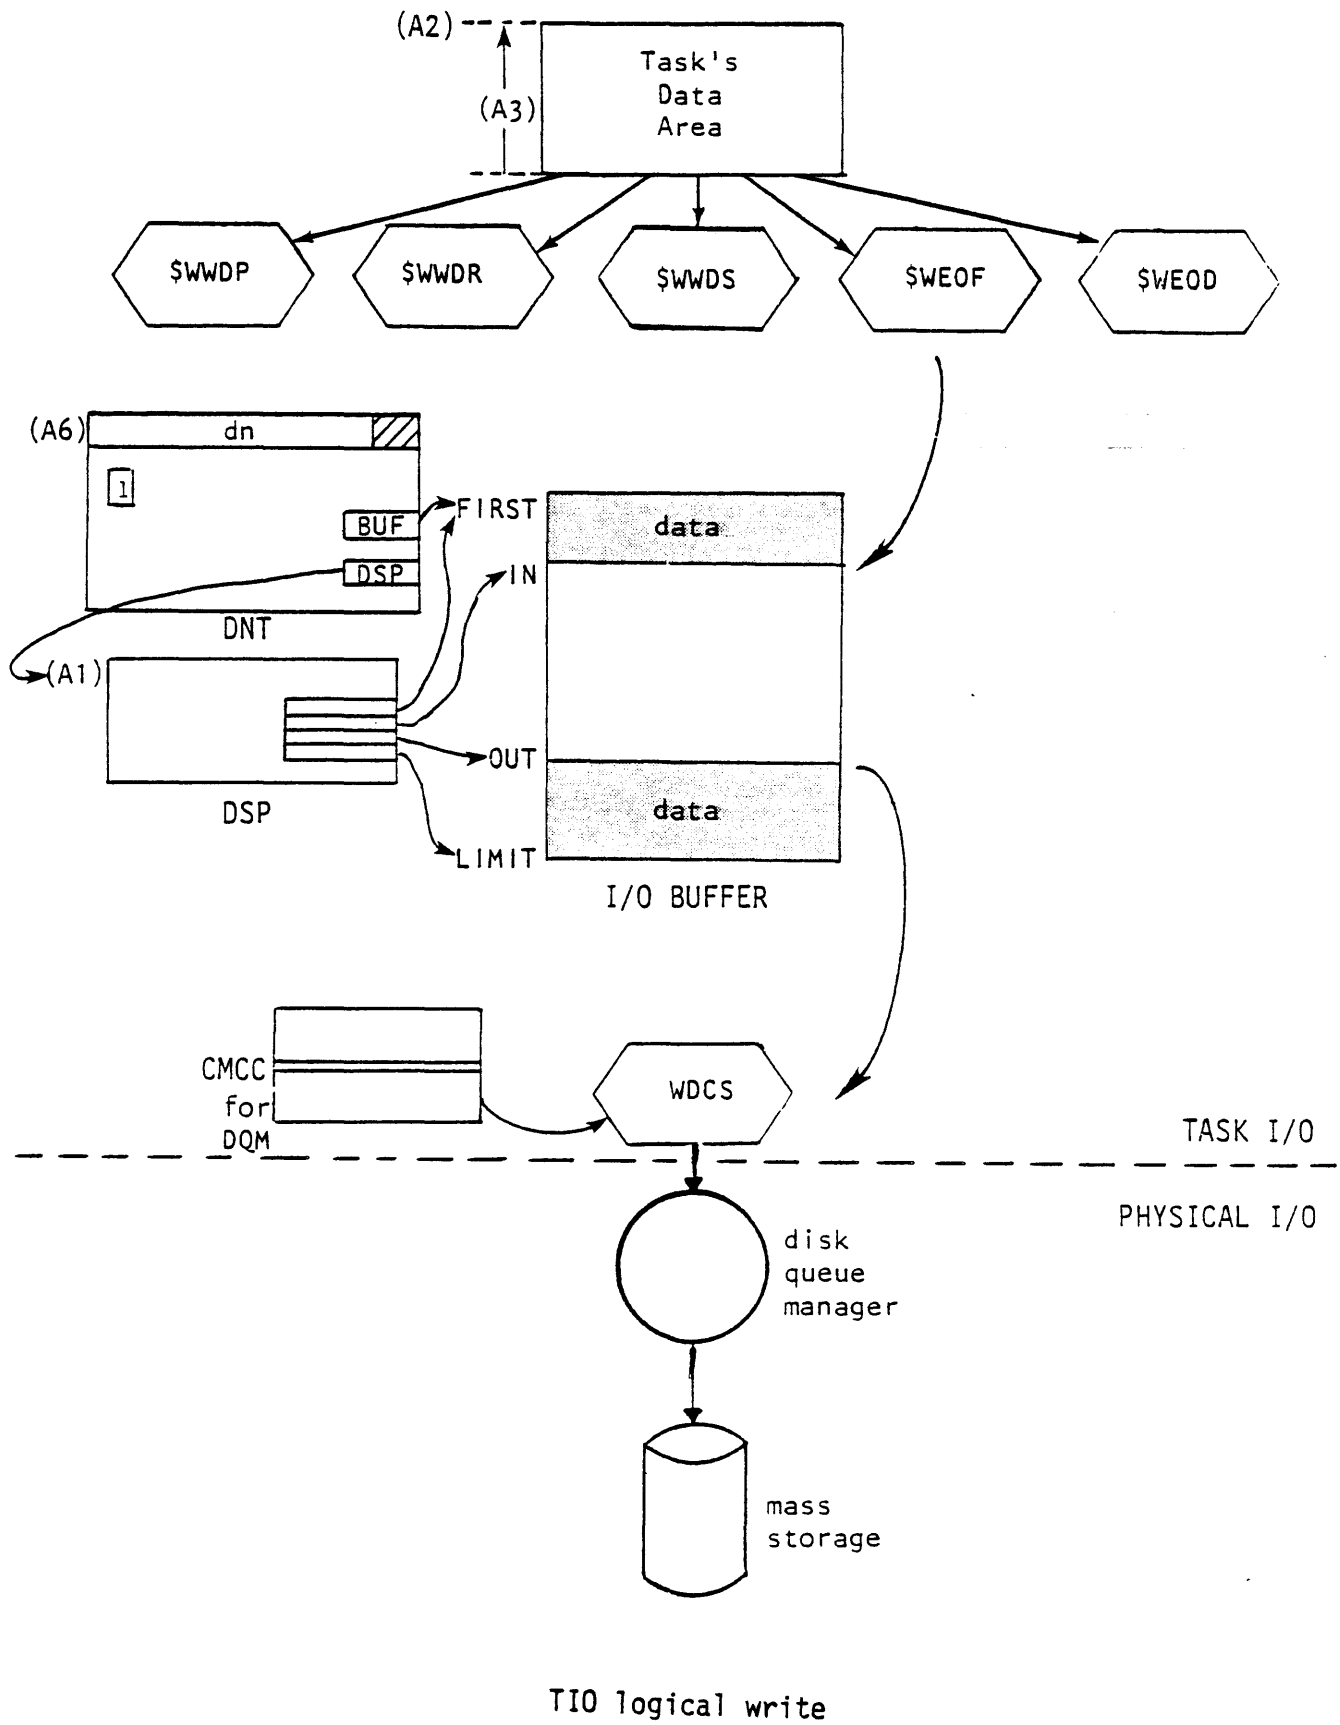 (A2)
Task's
Data
Area
(A3)
$WWDP
$WWDR
$WWDS
$WEOF
$WEOD
(A6)
dn
1
BUF
DSP
DNT
FIRST
IN
OUT
LIMIT
data
data
I/O BUFFER
(A1)
DSP
CMCC
for
DQM
WDCS
TASK I/O
PHYSICAL I/O
disk
queue
manager
mass
storage
TIO logical write